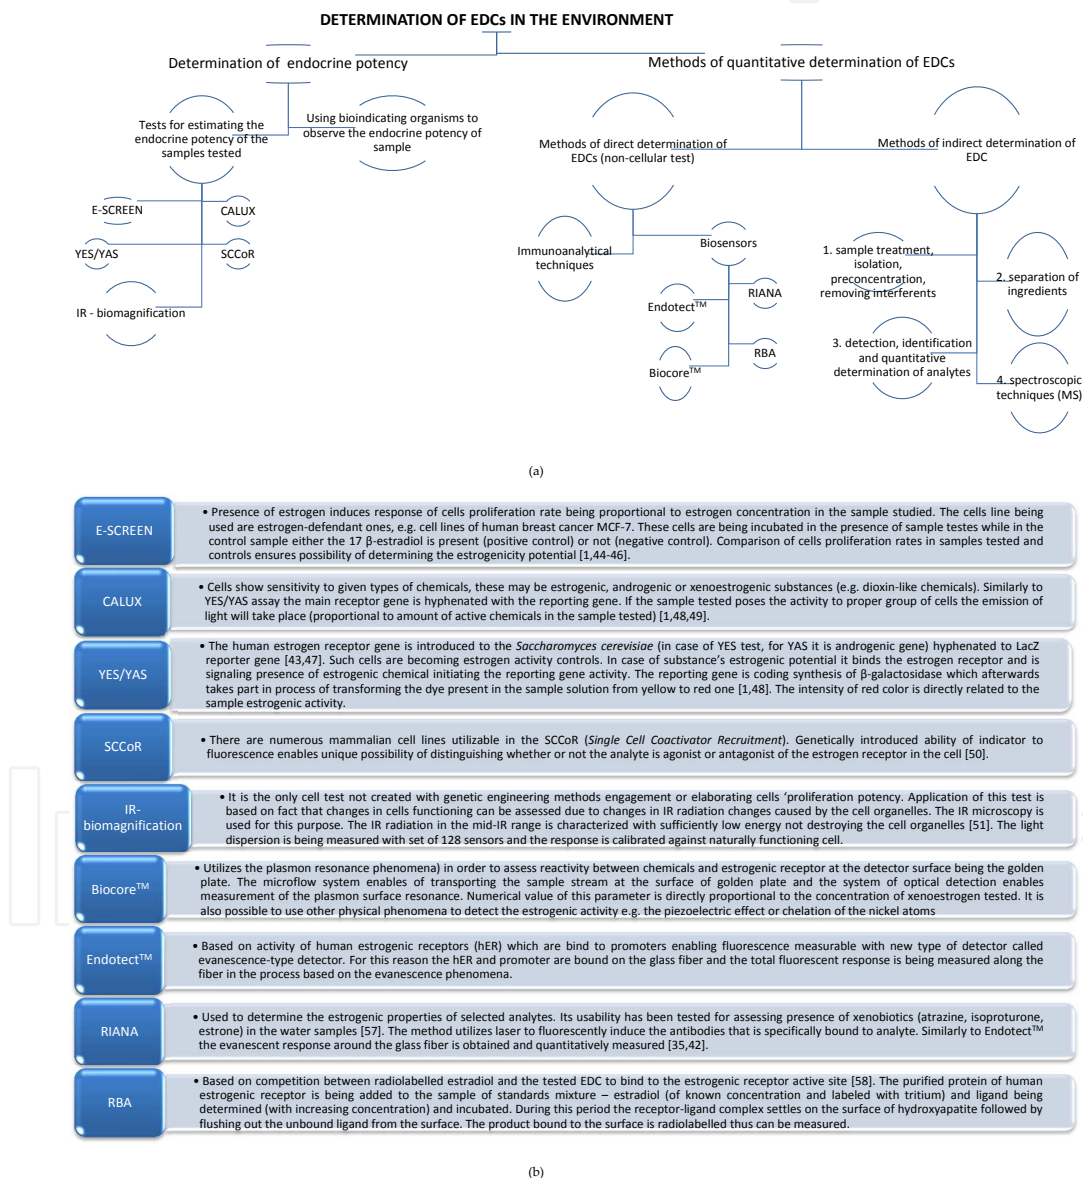 DETERMINATION OF EDCs IN THE ENVIRONMENT
Determination of endocrine potency
Methods of quantitative determination of EDCs
Tests for estimating the
endocrine potency of the
samples tested
Using bioindicating organisms to
observe the endocrine potency of
sample
E-SCREEN
CALUX
YES/YAS
SCCoR
IR - biomagnification
Methods of direct determination of
EDCs (non-cellular test)
Methods of indirect determination of
EDC
Immunoanalytical
techniques
Biosensors
Endotect™
RIANA
Biocore™
RBA
1. sample treatment,
isolation,
preconcentration,
removing interferents
2. separation of
ingredients
3. detection, identification
and quantitative
determination of analytes
4. spectroscopic
techniques (MS)
(a)
E-SCREEN
• Presence of estrogen induces response of cells proliferation rate being proportional to estrogen concentration in the sample studied. The cells line being
used are estrogen-defendant ones, e.g. cell lines of human breast cancer MCF-7. These cells are being incubated in the presence of sample testes while in the
control sample either the 17 β-estradiol is present (positive control) or not (negative control). Comparison of cells proliferation rates in samples tested and
controls ensures possibility of determining the estrogenicity potential [1,44-46].
CALUX
• Cells show sensitivity to given types of chemicals, these may be estrogenic, androgenic or xenoestrogenic substances (e.g. dioxin-like chemicals). Similarly to
YES/YAS assay the main receptor gene is hyphenated with the reporting gene. If the sample tested poses the activity to proper group of cells the emission of
light will take place (proportional to amount of active chemicals in the sample tested) [1,48,49].
YES/YAS
• The human estrogen receptor gene is introduced to the Saccharomyces cerevisiae (in case of YES test, for YAS it is androgenic gene) hyphenated to LacZ
reporter gene [43,47]. Such cells are becoming estrogen activity controls. In case of substance's estrogenic potential it binds the estrogen receptor and is
signaling presence of estrogenic chemical initiating the reporting gene activity. The reporting gene is coding synthesis of β-galactosidase which afterwards
takes part in process of transforming the dye present in the sample solution from yellow to red one [1,48]. The intensity of red color is directly related to the
sample estrogenic activity.
SCCoR
• There are numerous mammalian cell lines utilizable in the SCCoR (Single Cell Coactivator Recruitment). Genetically introduced ability of indicator to
fluorescence enables unique possibility of distinguishing whether or not the analyte is agonist or antagonist of the estrogen receptor in the cell [50].
IR-
biomagnification
• It is the only cell test not created with genetic engineering methods engagement or elaborating cells 'proliferation potency. Application of this test is
based on fact that changes in cells functioning can be assessed due to changes in IR radiation changes caused by the cell organelles. The IR microscopy is
used for this purpose. The IR radiation in the mid-IR range is characterized with sufficiently low energy not destroying the cell organelles [51]. The light
dispersion is being measured with set of 128 sensors and the response is calibrated against naturally functioning cell.
Biocore™
• Utilizes the plasmon resonance phenomena) in order to assess reactivity between chemicals and estrogenic receptor at the detector surface being the golden
plate. The microflow system enables of transporting the sample stream at the surface of golden plate and the system of optical detection enables
measurement of the plasmon surface resonance. Numerical value of this parameter is directly proportional to the concentration of xenoestrogen tested. It is
also possible to use other physical phenomena to detect the estrogenic activity e.g. the piezoelectric effect or chelation of the nickel atoms
Endotect™
• Based on activity of human estrogenic receptors (hER) which are bind to promoters enabling fluorescence measurable with new type of detector called
evanescence-type detector. For this reason the hER and promoter are bound on the glass fiber and the total fluorescent response is being measured along the
fiber in the process based on the evanescence phenomena.
RIANA
• Used to determine the estrogenic properties of selected analytes. Its usability has been tested for assessing presence of xenobiotics (atrazine, isoproturone,
estrone) in the water samples [57]. The method utilizes laser to fluorescently induce the antibodies that is specifically bound to analyte. Similarly to Endotect™
the evanescent response around the glass fiber is obtained and quantitatively measured [35,42].
RBA
• Based on competition between radiolabelled estradiol and the tested EDC to bind to the estrogenic receptor active site [58]. The purified protein of human
estrogenic receptor is being added to the sample of standards mixture – estradiol (of known concentration and labeled with tritium) and ligand being
determined (with increasing concentration) and incubated. During this period the receptor-ligand complex settles on the surface of hydroxyapatite followed by
flushing out the unbound ligand from the surface. The product bound to the surface is radiolabelled thus can be measured.
(b)